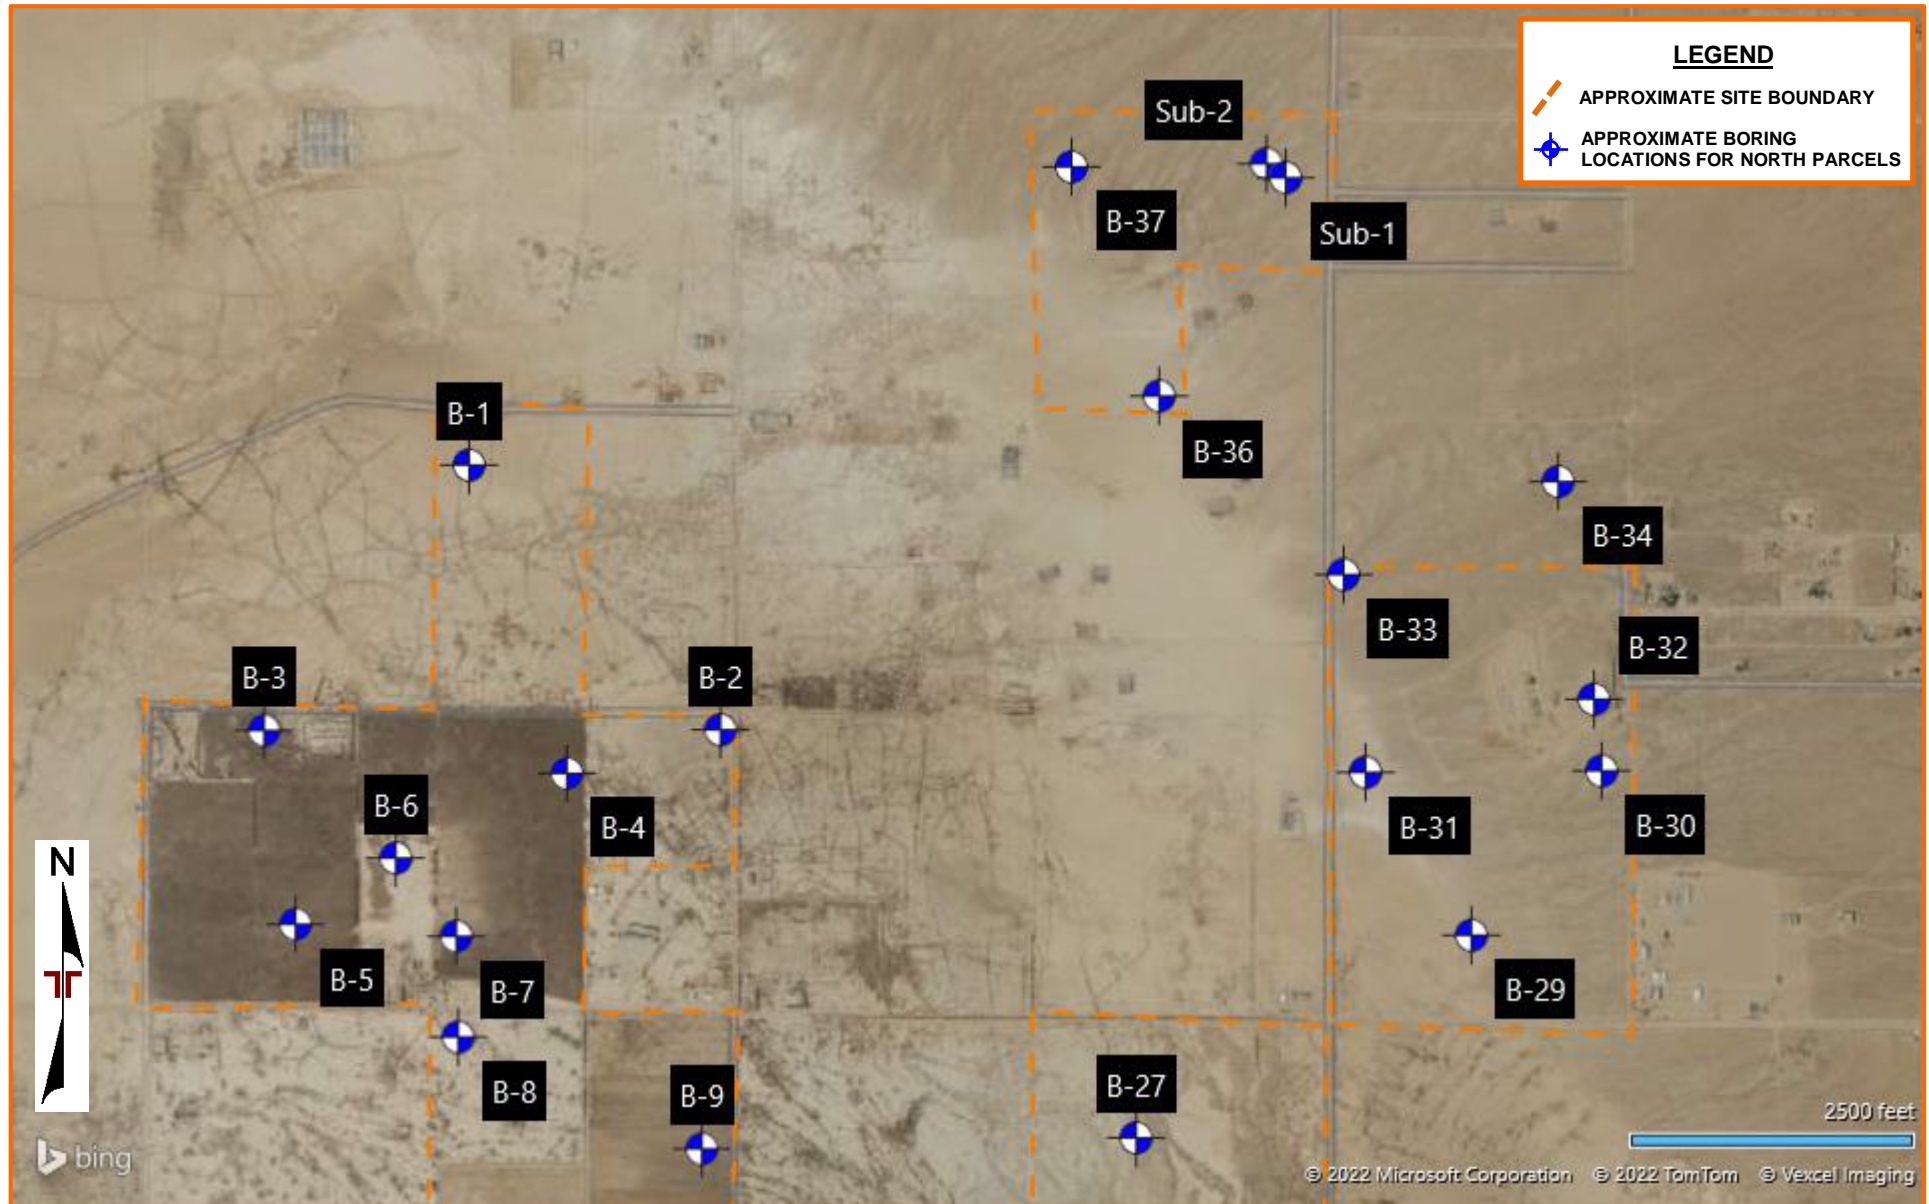 LEGEND
APPROXIMATE SITE BOUNDARY
APPROXIMATE BORING
LOCATIONS FOR NORTH PARCELS
Sub-2
B-37
Sub-1
B-1
B-36
B-34
B-33
B-32
B-3
B-2
B-6
B-4
B-31
B-30
N
B-5
B-7
B-29
B-8
B-9
B-27
2500 feet
bing
© 2022 Microsoft Corporation © 2022 TomTom © Vexcel Imaging